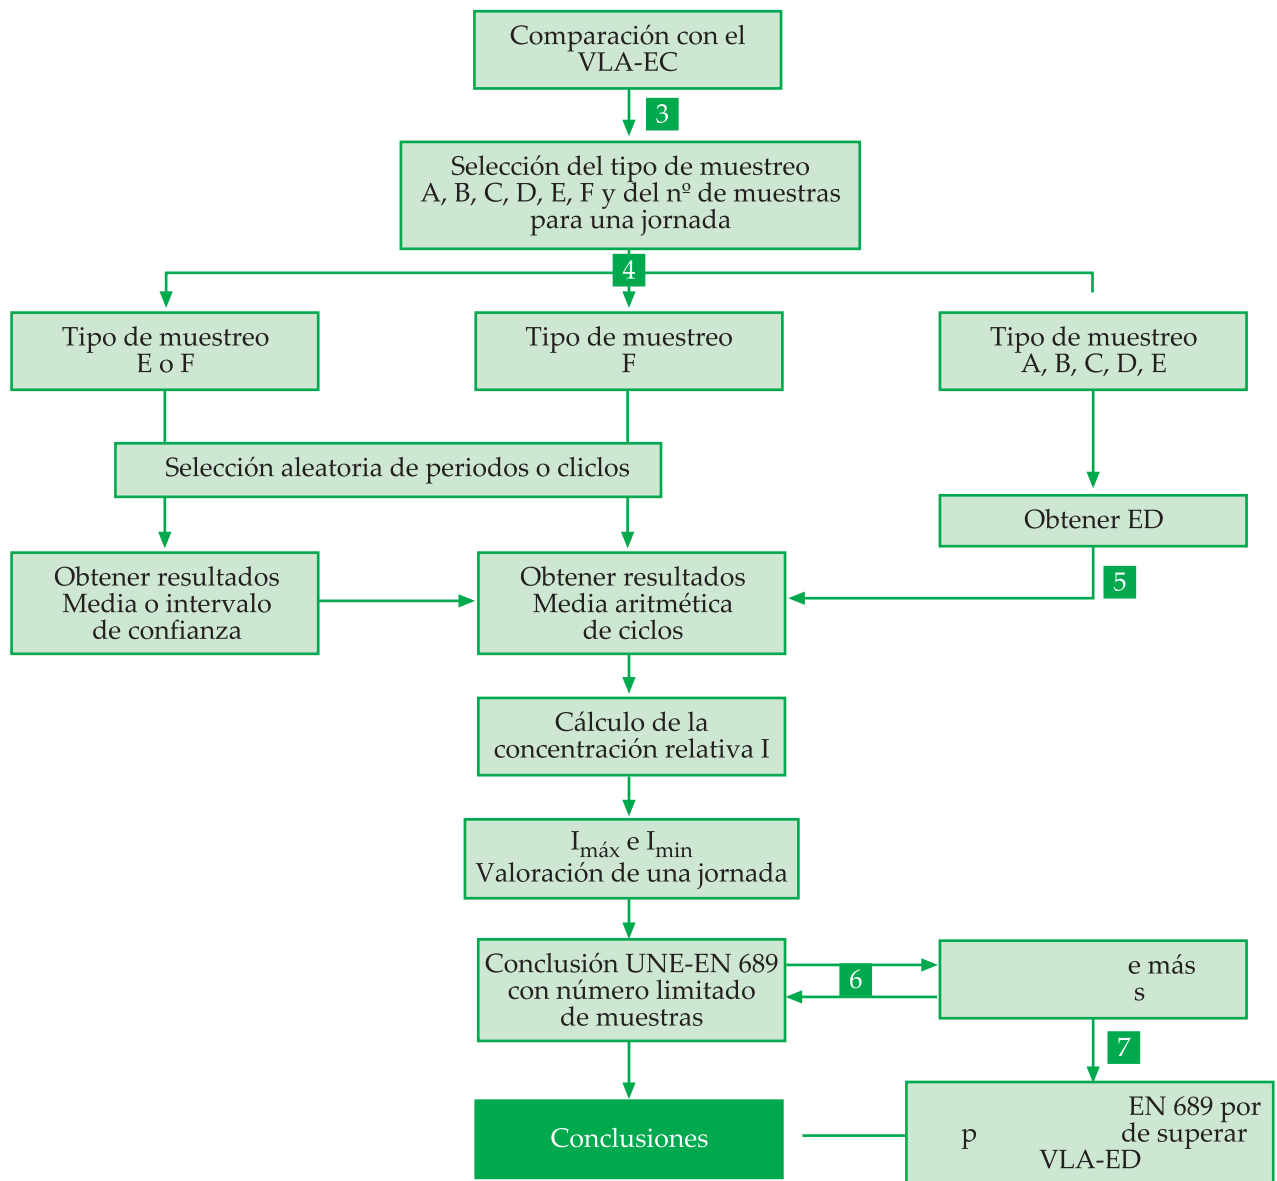 Comparación con el
VLA-EC
3
Selección del tipo de muestreo
A, B, C, D, E, F y del nº de muestras
para una jornada
4
Tipo de muestreo
E o F
Tipo de muestreo
F
Tipo de muestreo
A, B, C, D, E
Selección aleatoria de periodos o cliclos
Obtener ED
5
Obtener resultados
Media o intervalo
de confianza
Obtener resultados
Media aritmética
de ciclos
Cálculo de la
concentración relativa I
Imáx e Imin
Valoración de una jornada
Conclusión UNE-EN 689
con número limitado
de muestras
6
e más
s
7
EN 689 por
p de superar
VLA-ED
Conclusiones